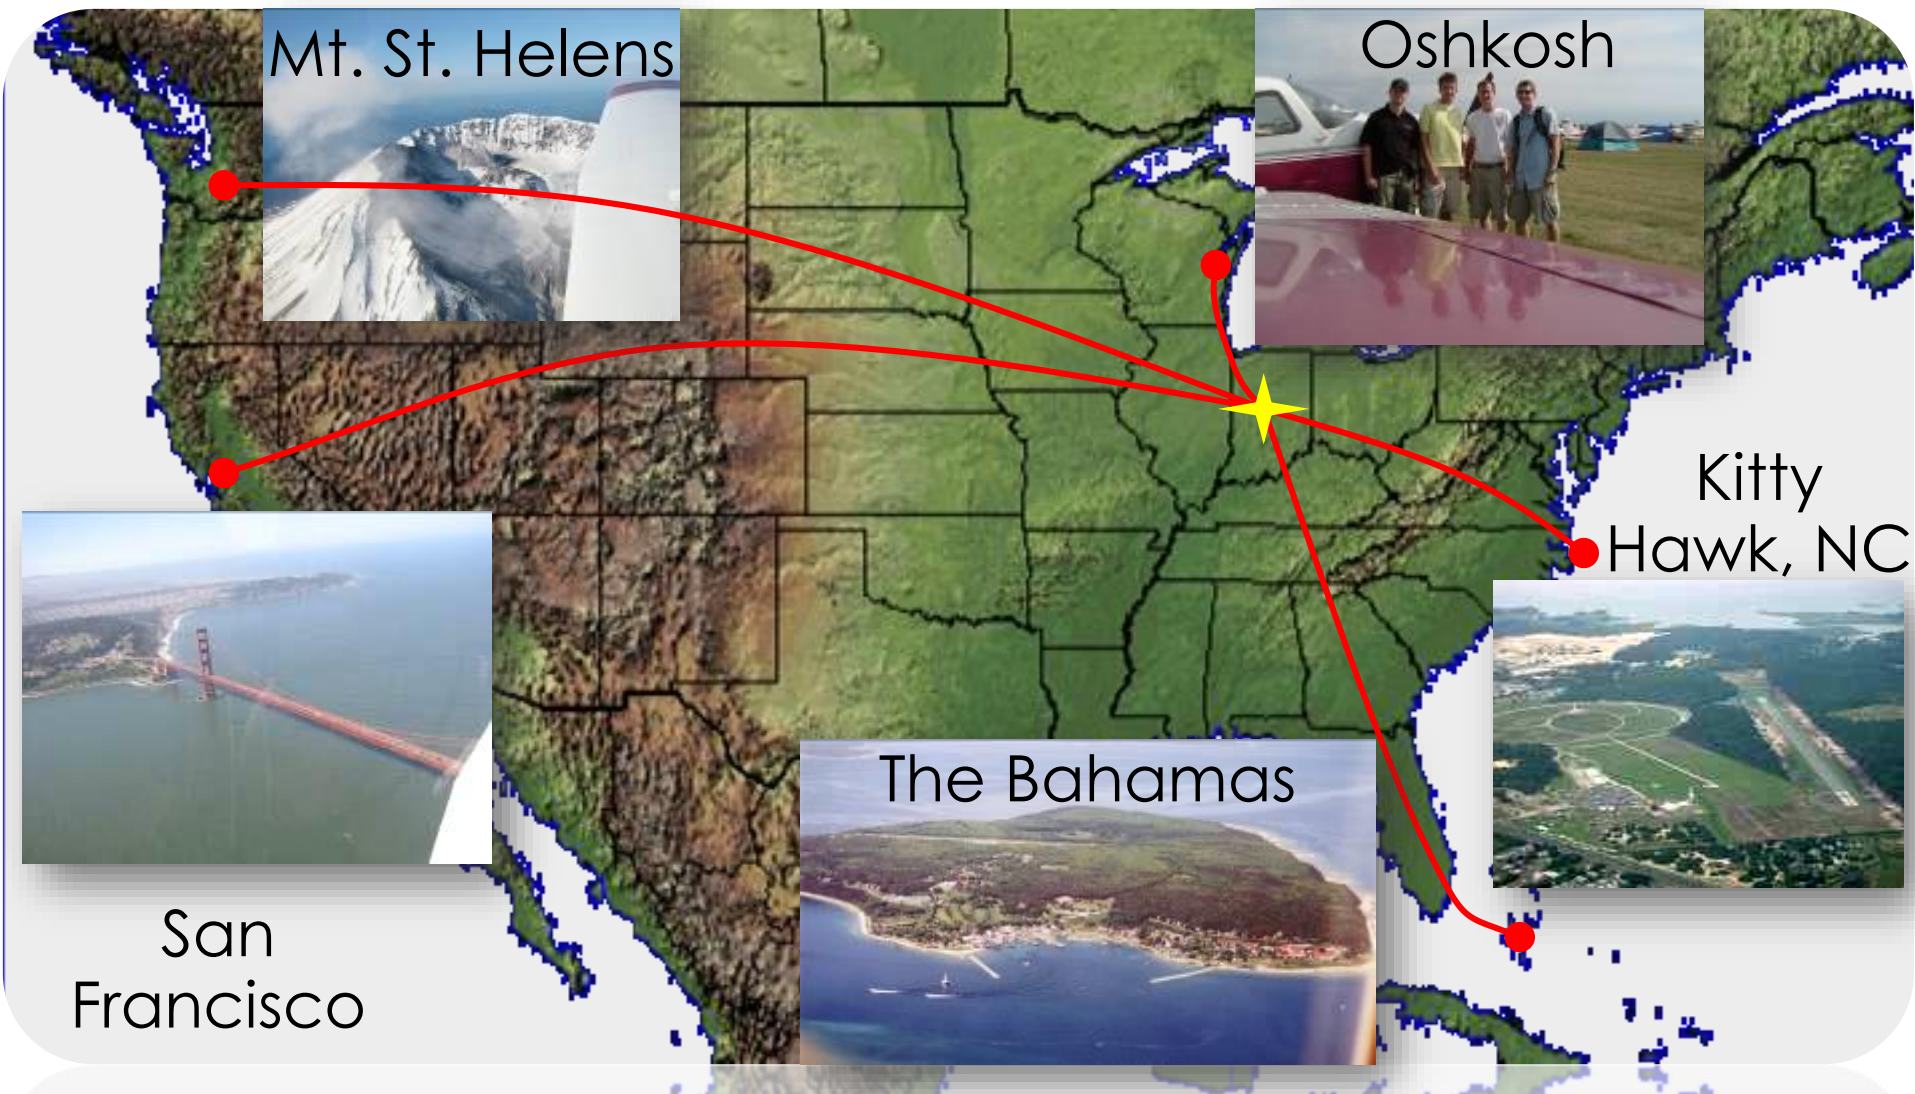 Mt. St. Helens
Oshkosh
Kitty
Hawk, NC
The Bahamas
San
Francisco